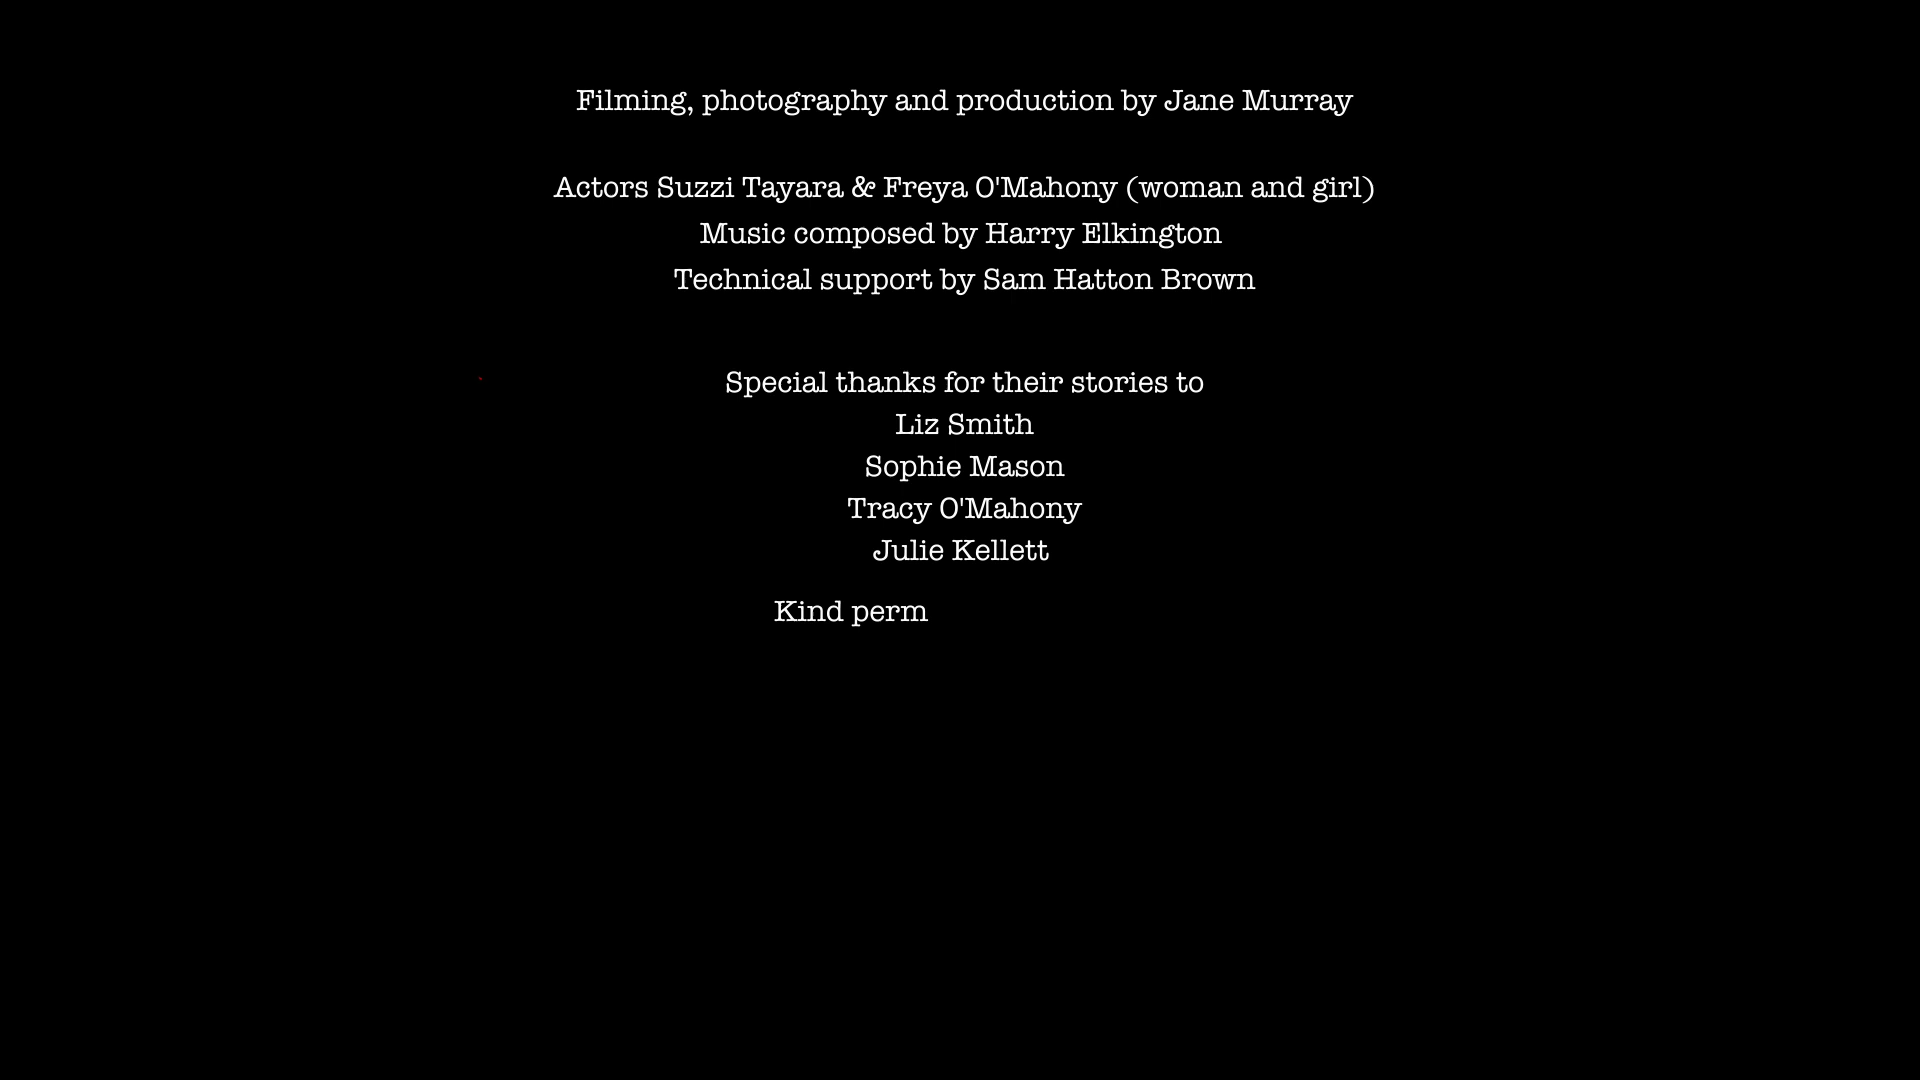 Filming, photography and production by Jane Murray
Actors Suzzi Tayara & Freya O'Mahony (woman and girl)
Music composed by Harry Elkington
Technical support by Sam Hatton Brown
Special thanks for their stories to
Liz Smith
Sophie Mason
Tracy O'Mahony
Julie Kellett
Kind perm